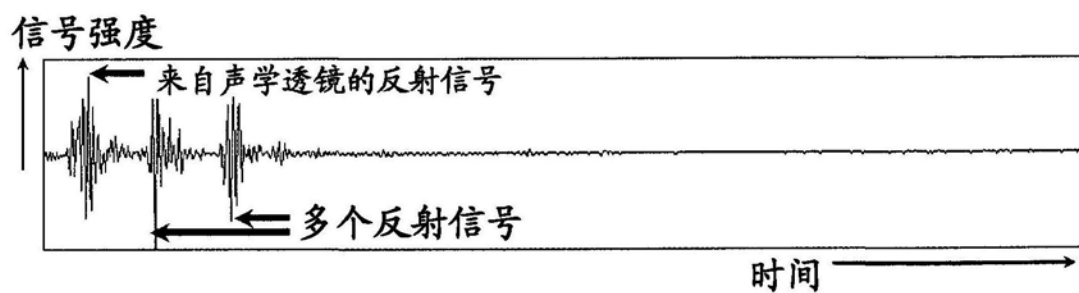 信号强度
来自声学透镜的反射信号
多个反射信号
时间